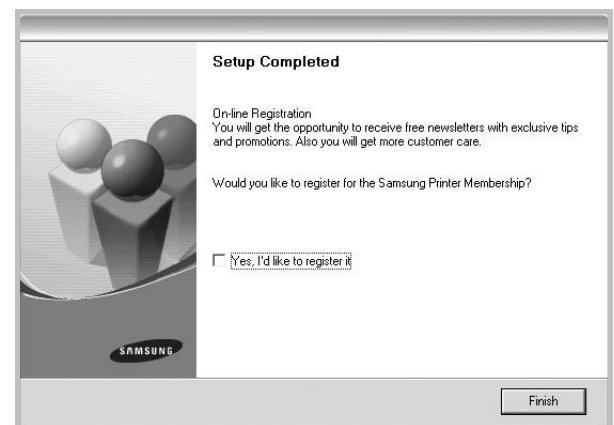 Setup Completed
On-line Registration
You will get the opportunity to receive free newsletters with exclusive tips
and promotions. Also you will get more customer care.
Would you like to register for the Samsung Printer Membership?
Yes, I'd like to register it
SAMSUNG
Finish